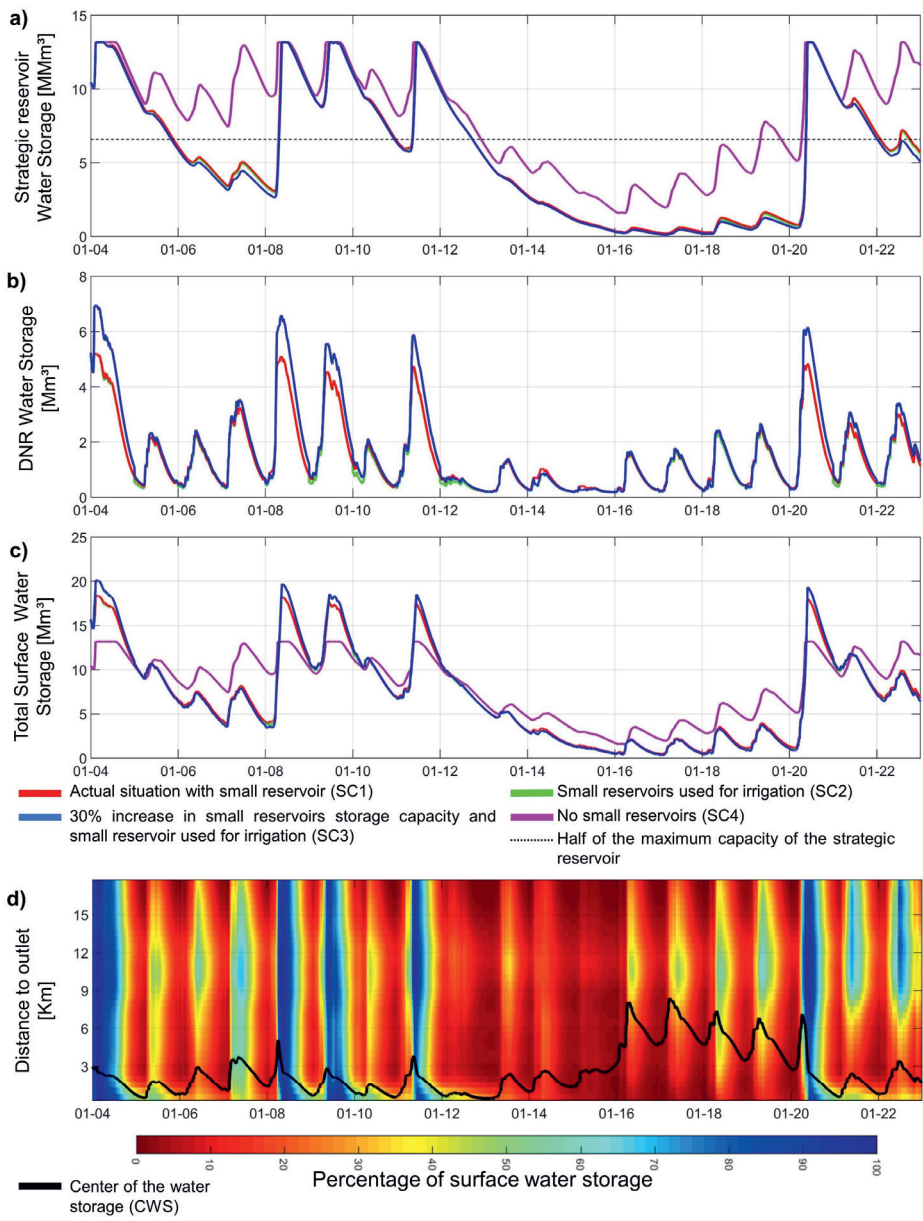 a)
Strategic reservoir
Water Storage [MMm³]
15
10
5
0
01-04 01-06 01-08 01-10 01-12 01-14 01-16 01-18 01-20 01-22
b)
DNR Water Storage
[Mm³]
8
6
4
2
0
01-04 01-06 01-08 01-10 01-12 01-14 01-16 01-18 01-20 01-22
c)
Total Surface Water
Storage [Mm³]
25
20
15
10
5
0
01-04 01-06 01-08 01-10 01-12 01-14 01-16 01-18 01-20 01-22
Actual situation with small reservoir (SC1)
30% increase in small reservoirs storage capacity and
small reservoir used for irrigation (SC3)
Small reservoirs used for irrigation (SC2)
No small reservoirs (SC4)
Half of the maximum capacity of the strategic
reservoir
d)
Distance to outlet
[Km]
15
12
9
6
3
01-04 01-06 01-08 01-10 01-12 01-14 01-16 01-18 01-20 01-22
0 10 20 30 40 50 60 70 80 90 100
Percentage of surface water storage
Center of the water
storage (CWS)